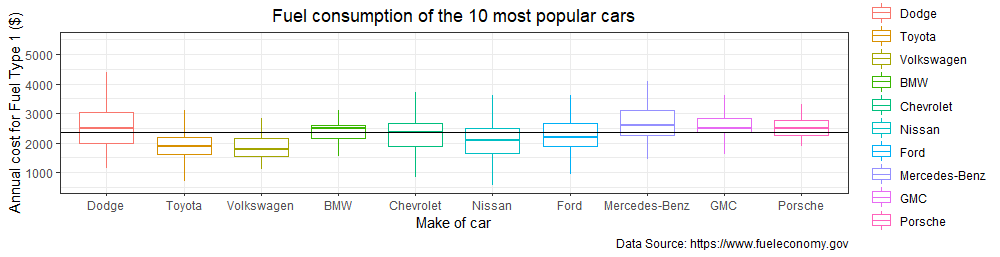 Fuel consumption of the 10 most popular cars
Annual cost for Fuel Type 1 ($)
5000
4000
3000
2000
1000
Dodge Toyota Volkswagen BMW Chevrolet Nissan Ford Mercedes-Benz GMC Porsche
Make of car
Data Source: https://www.fueleconomy.gov
Dodge
Toyota
Volkswagen
BMW
Chevrolet
Nissan
Ford
Mercedes-Benz
GMC
Porsche